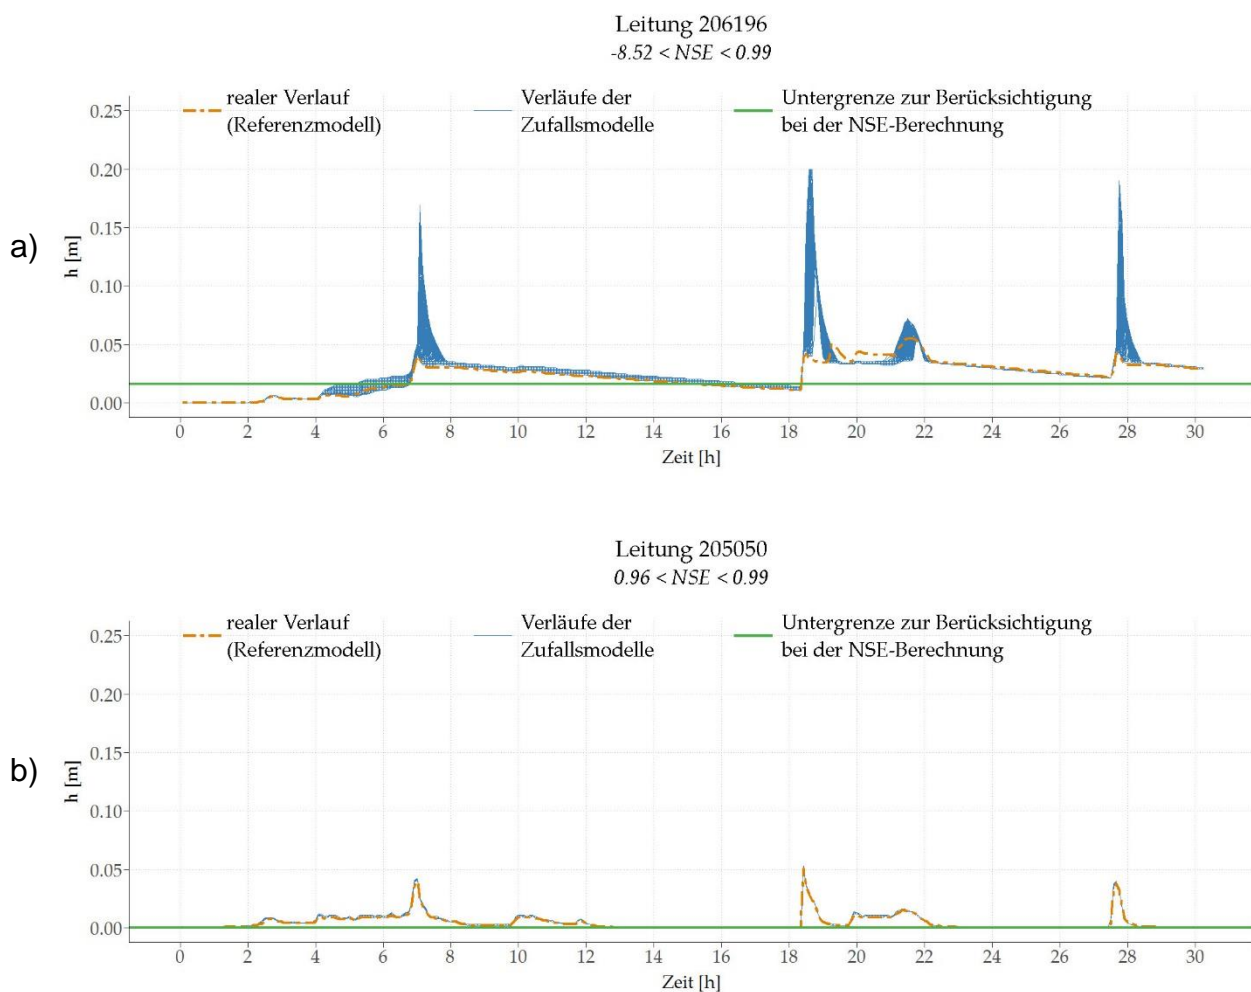 Leitung 206196
-8.52 < NSE < 0.99
realer Verlauf
(Referenzmodell)
Verläufe der
Zufallsmodelle
Untergrenze zur Berücksichtigung
bei der NSE-Berechnung
a)
h [m]
0.25
0.20
0.15
0.10
0.05
0.00
0 2 4 6 8 10 12 14 16 18 20 22 24 26 28 30
Zeit [h]
Leitung 205050
0.96 < NSE < 0.99
realer Verlauf
(Referenzmodell)
Verläufe der
Zufallsmodelle
Untergrenze zur Berücksichtigung
bei der NSE-Berechnung
b)
h [m]
0.25
0.20
0.15
0.10
0.05
0.00
0 2 4 6 8 10 12 14 16 18 20 22 24 26 28 30
Zeit [h]